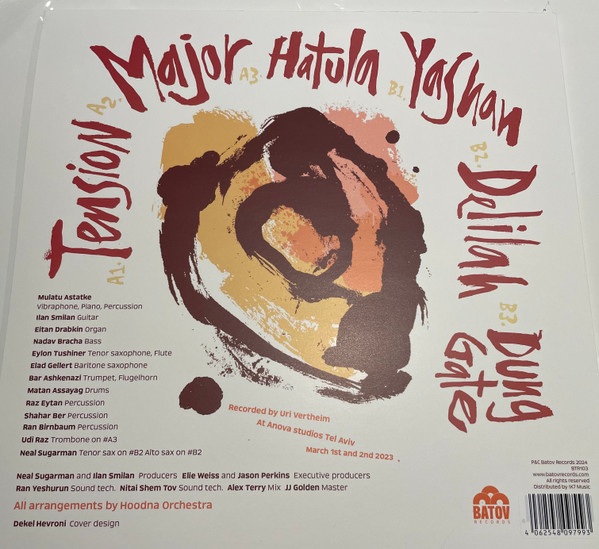 A1. Tension
A2. Major
A3. Hatula
B1. Yashan
B2. Delilah
B3. Dung
Gate
Mulatu Astatke
Vibraphone, Piano, Percussion
Ilan Smilan Guitar
Eitan Drabkin Organ
Nadav Bracha Bass
Eylon Tushiner Tenor saxophone, Flute
Elad Gellert Baritone saxophone
Bar Ashkenazi Trumpet, Flugelhorn
Matan Assayag Drums
Raz Eytan Percussion
Shahar Ber Percussion
Ran Birnbaum Percussion
Udi Raz Trombone on #A3
Neal Sugarman Tenor sax on #B2 Alto sax on #B2
Recorded by Uri Vertheim
At Anova studios Tel Aviv
March 1st and 2nd 2023
Neal Sugarman and Ilan Smilan Producers Elie Weiss and Jason Perkins Executive producers
Ran Yeshurun Sound tech. Nitai Shem Tov Sound tech. Alex Terry Mix JJ Golden Master
All arrangements by Hoodna Orchestra
Dekel Hevroni Cover design
BATOV
RECORDS
P&C Batov Records 2024
BTR103
www.batovrecords.com
All rights reserved
Distributed by !K7 Music
4 062548 097993